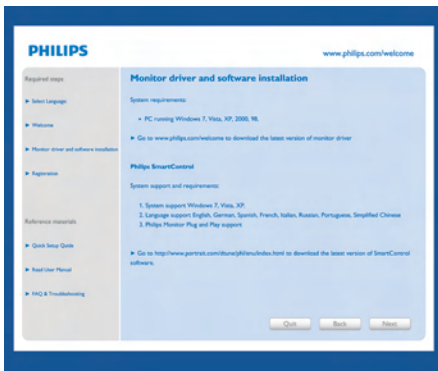 PHILIPS
www.philips.com/welcome
Required steps
Select Language
Welcome
Monitor driver and software installation
Registration
Reference materials
Quick Setup Guide
Read User Manual
FAQ & Troubleshooting
Monitor driver and software installation
System requirements:
• PC running Windows 7, Vista, XP, 2000, 98.
Go to www.philips.com/welcome to download the latest version of monitor driver
Philips SmartControl
System support and requirements:
1. System support Windows 7, Vista, XP.
2. Language support English, German, Spanish, French, Italian, Russian, Portuguese, Simplified Chinese
3. Philips Monitor Plug and Play support
Go to http://www.portrait.com/dtune/phl/enu/index.html to download the latest version of SmartControl
software.
Quit
Back
Next